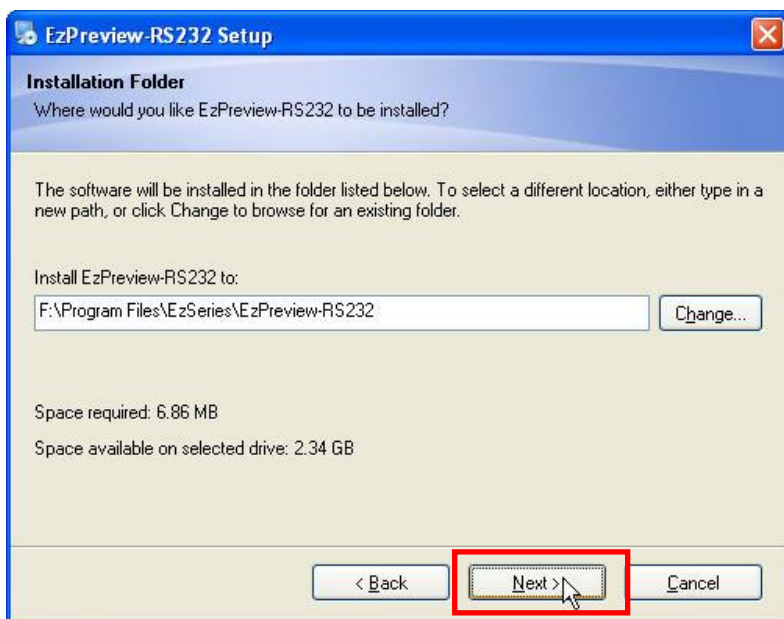 EzPreview-RS232 Setup
Installation Folder
Where would you like EzPreview-RS232 to be installed?
The software will be installed in the folder listed below. To select a different location, either type in a
new path, or click Change to browse for an existing folder.
Install EzPreview-RS232 to:
F:\Program Files\EzSeries\EzPreview-RS232
Change...
Space required: 6.86 MB
Space available on selected drive: 2.34 GB
< Back
Next >
Cancel